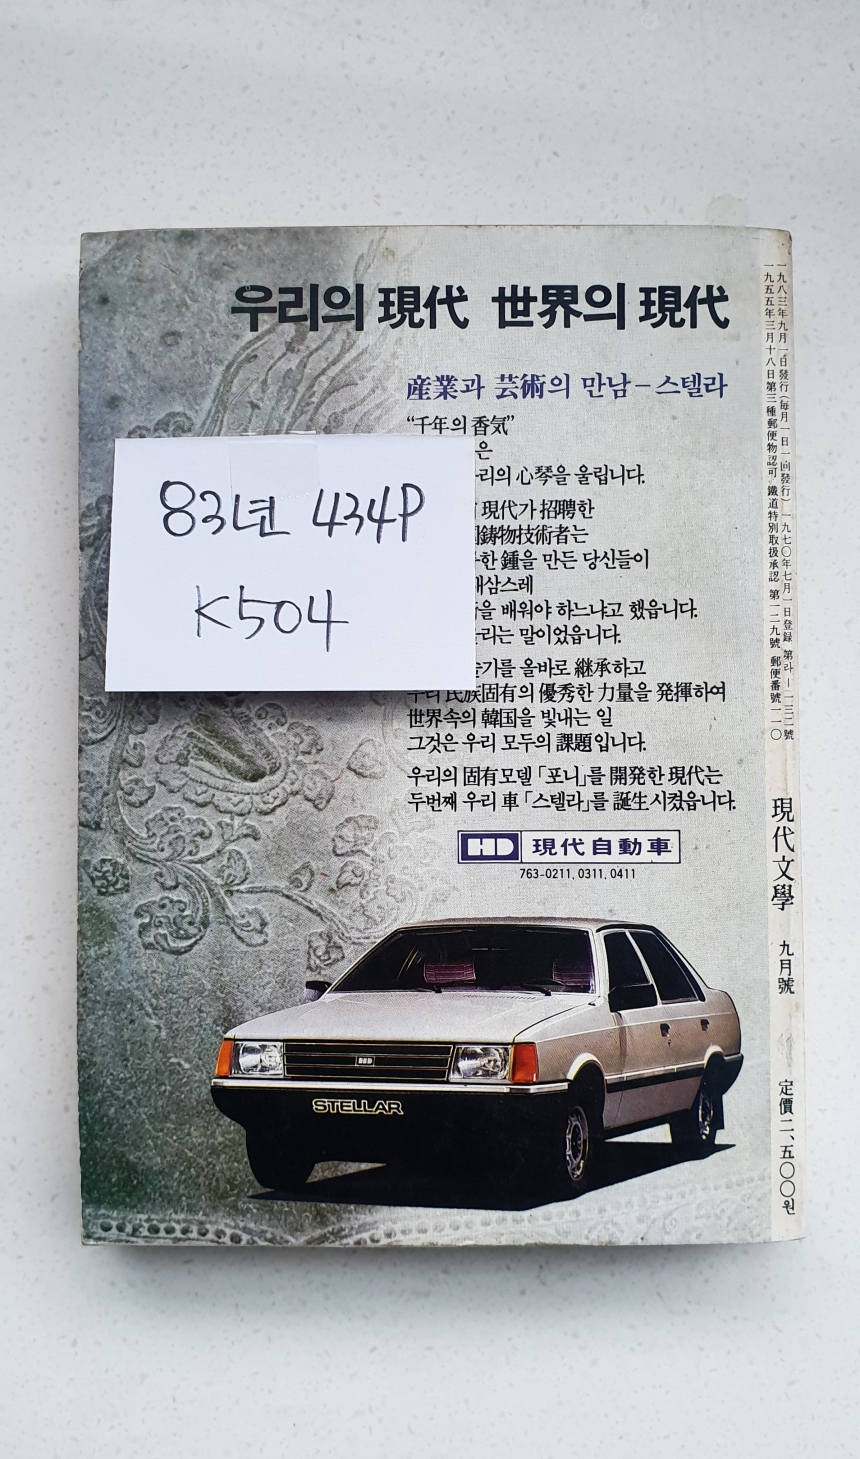 우리의 現代 世界의 現代
産業과 芸術의 만남－스텔라
“千年의 香気”
은
리의 心琴을 울립니다.
現代가 招聘한
鋳物技術者는
한 鍾을 만든 당신들이
새삼스레
을 배워야 하느냐고 했읍니다.
는 말이었읍니다.
기를 올바로 継承하고
우리 民族固有의 優秀한 力量을 発揮하여
世界속의 韓国을 빛내는 일
그것은 우리 모두의 課題입니다.
우리의 固有모델 「포니」를 開発한 現代는
두번째 우리 車 「스텔라」를 誕生시켰읍니다.
HD 現代自動車
763-0211, 0311, 0411
HD
STELLAR
83년 434P
K504
一九八三年九月一日發行(每月一日一回發行) 一九七〇年七月一日登録 第라－一三二號
一九五五年三月十八日第三種郵便物認可 鐵道特別取扱承認 第一二九號 郵便番號一一〇
現代文學 九月號 定價 二、五〇〇원